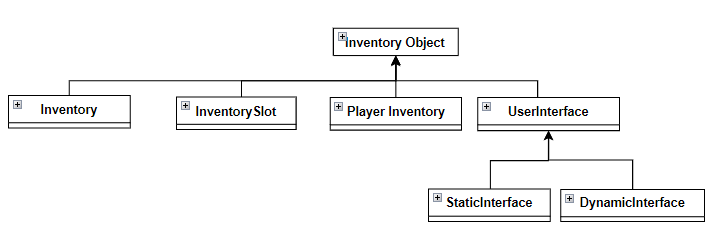 Inventory Object
Inventory
InventorySlot
Player Inventory
UserInterface
StaticInterface
DynamicInterface